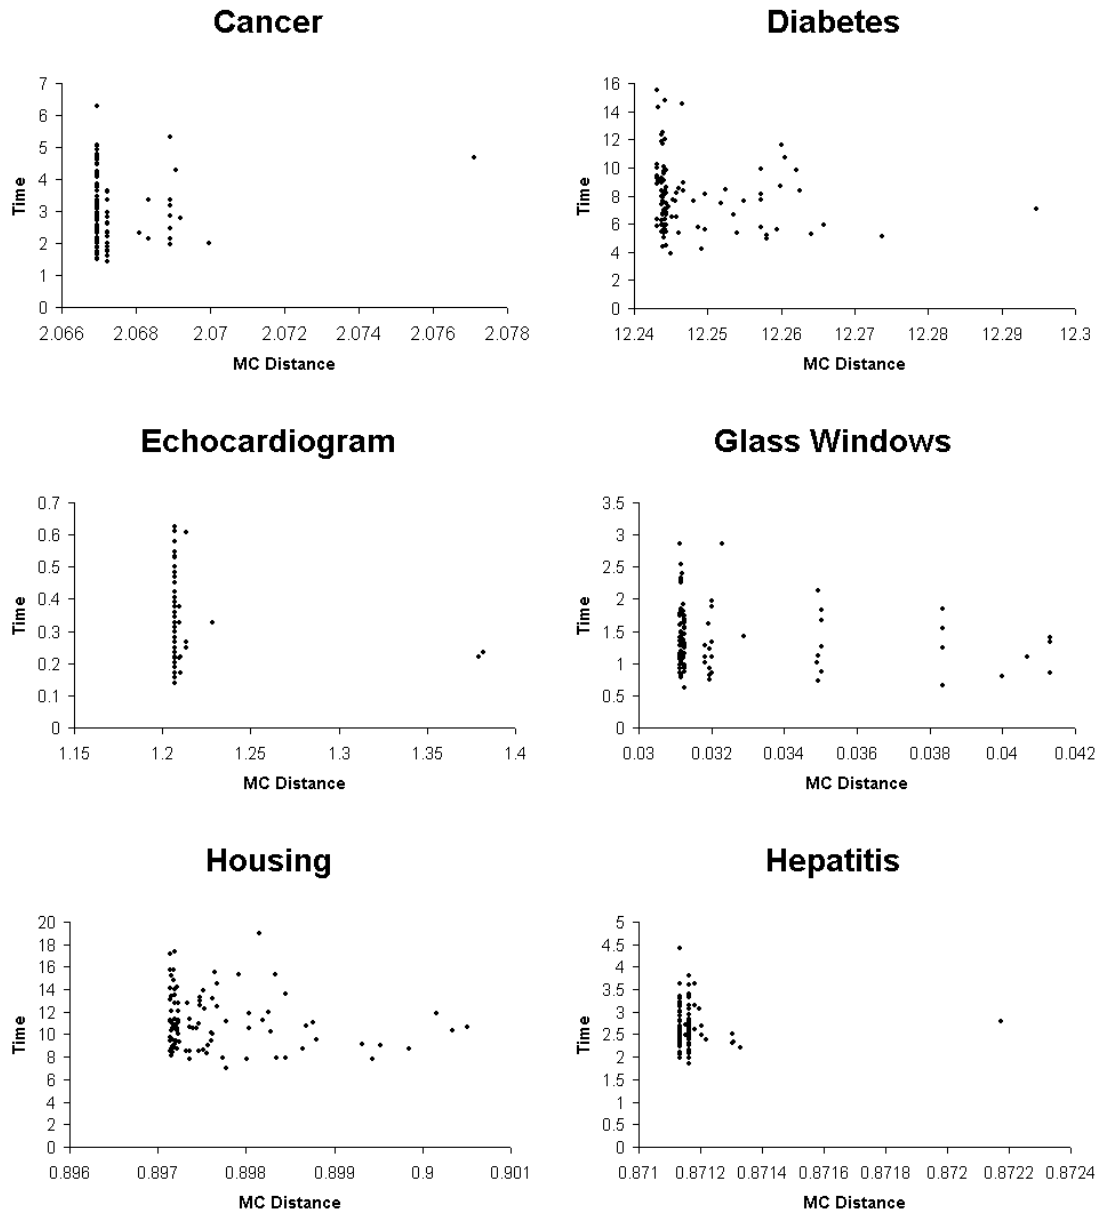 Cancer
7
6
5
4
3
2
1
0
Time
2.066 2.068 2.07 2.072 2.074 2.076 2.078
MC Distance
Diabetes
16
14
12
10
8
6
4
2
0
Time
12.24 12.25 12.26 12.27 12.28 12.29 12.3
MC Distance
Echocardiogram
0.7
0.6
0.5
0.4
0.3
0.2
0.1
0
Time
1.15 1.2 1.25 1.3 1.35 1.4
MC Distance
Glass Windows
3.5
3
2.5
2
1.5
1
0.5
0
Time
0.03 0.032 0.034 0.036 0.038 0.04 0.042
MC Distance
Housing
20
18
16
14
12
10
8
6
4
2
0
Time
0.896 0.897 0.898 0.899 0.9 0.901
MC Distance
Hepatitis
5
4.5
4
3.5
3
2.5
2
1.5
1
0.5
0
Time
0.871 0.8712 0.8714 0.8716 0.8718 0.872 0.8722 0.8724
MC Distance